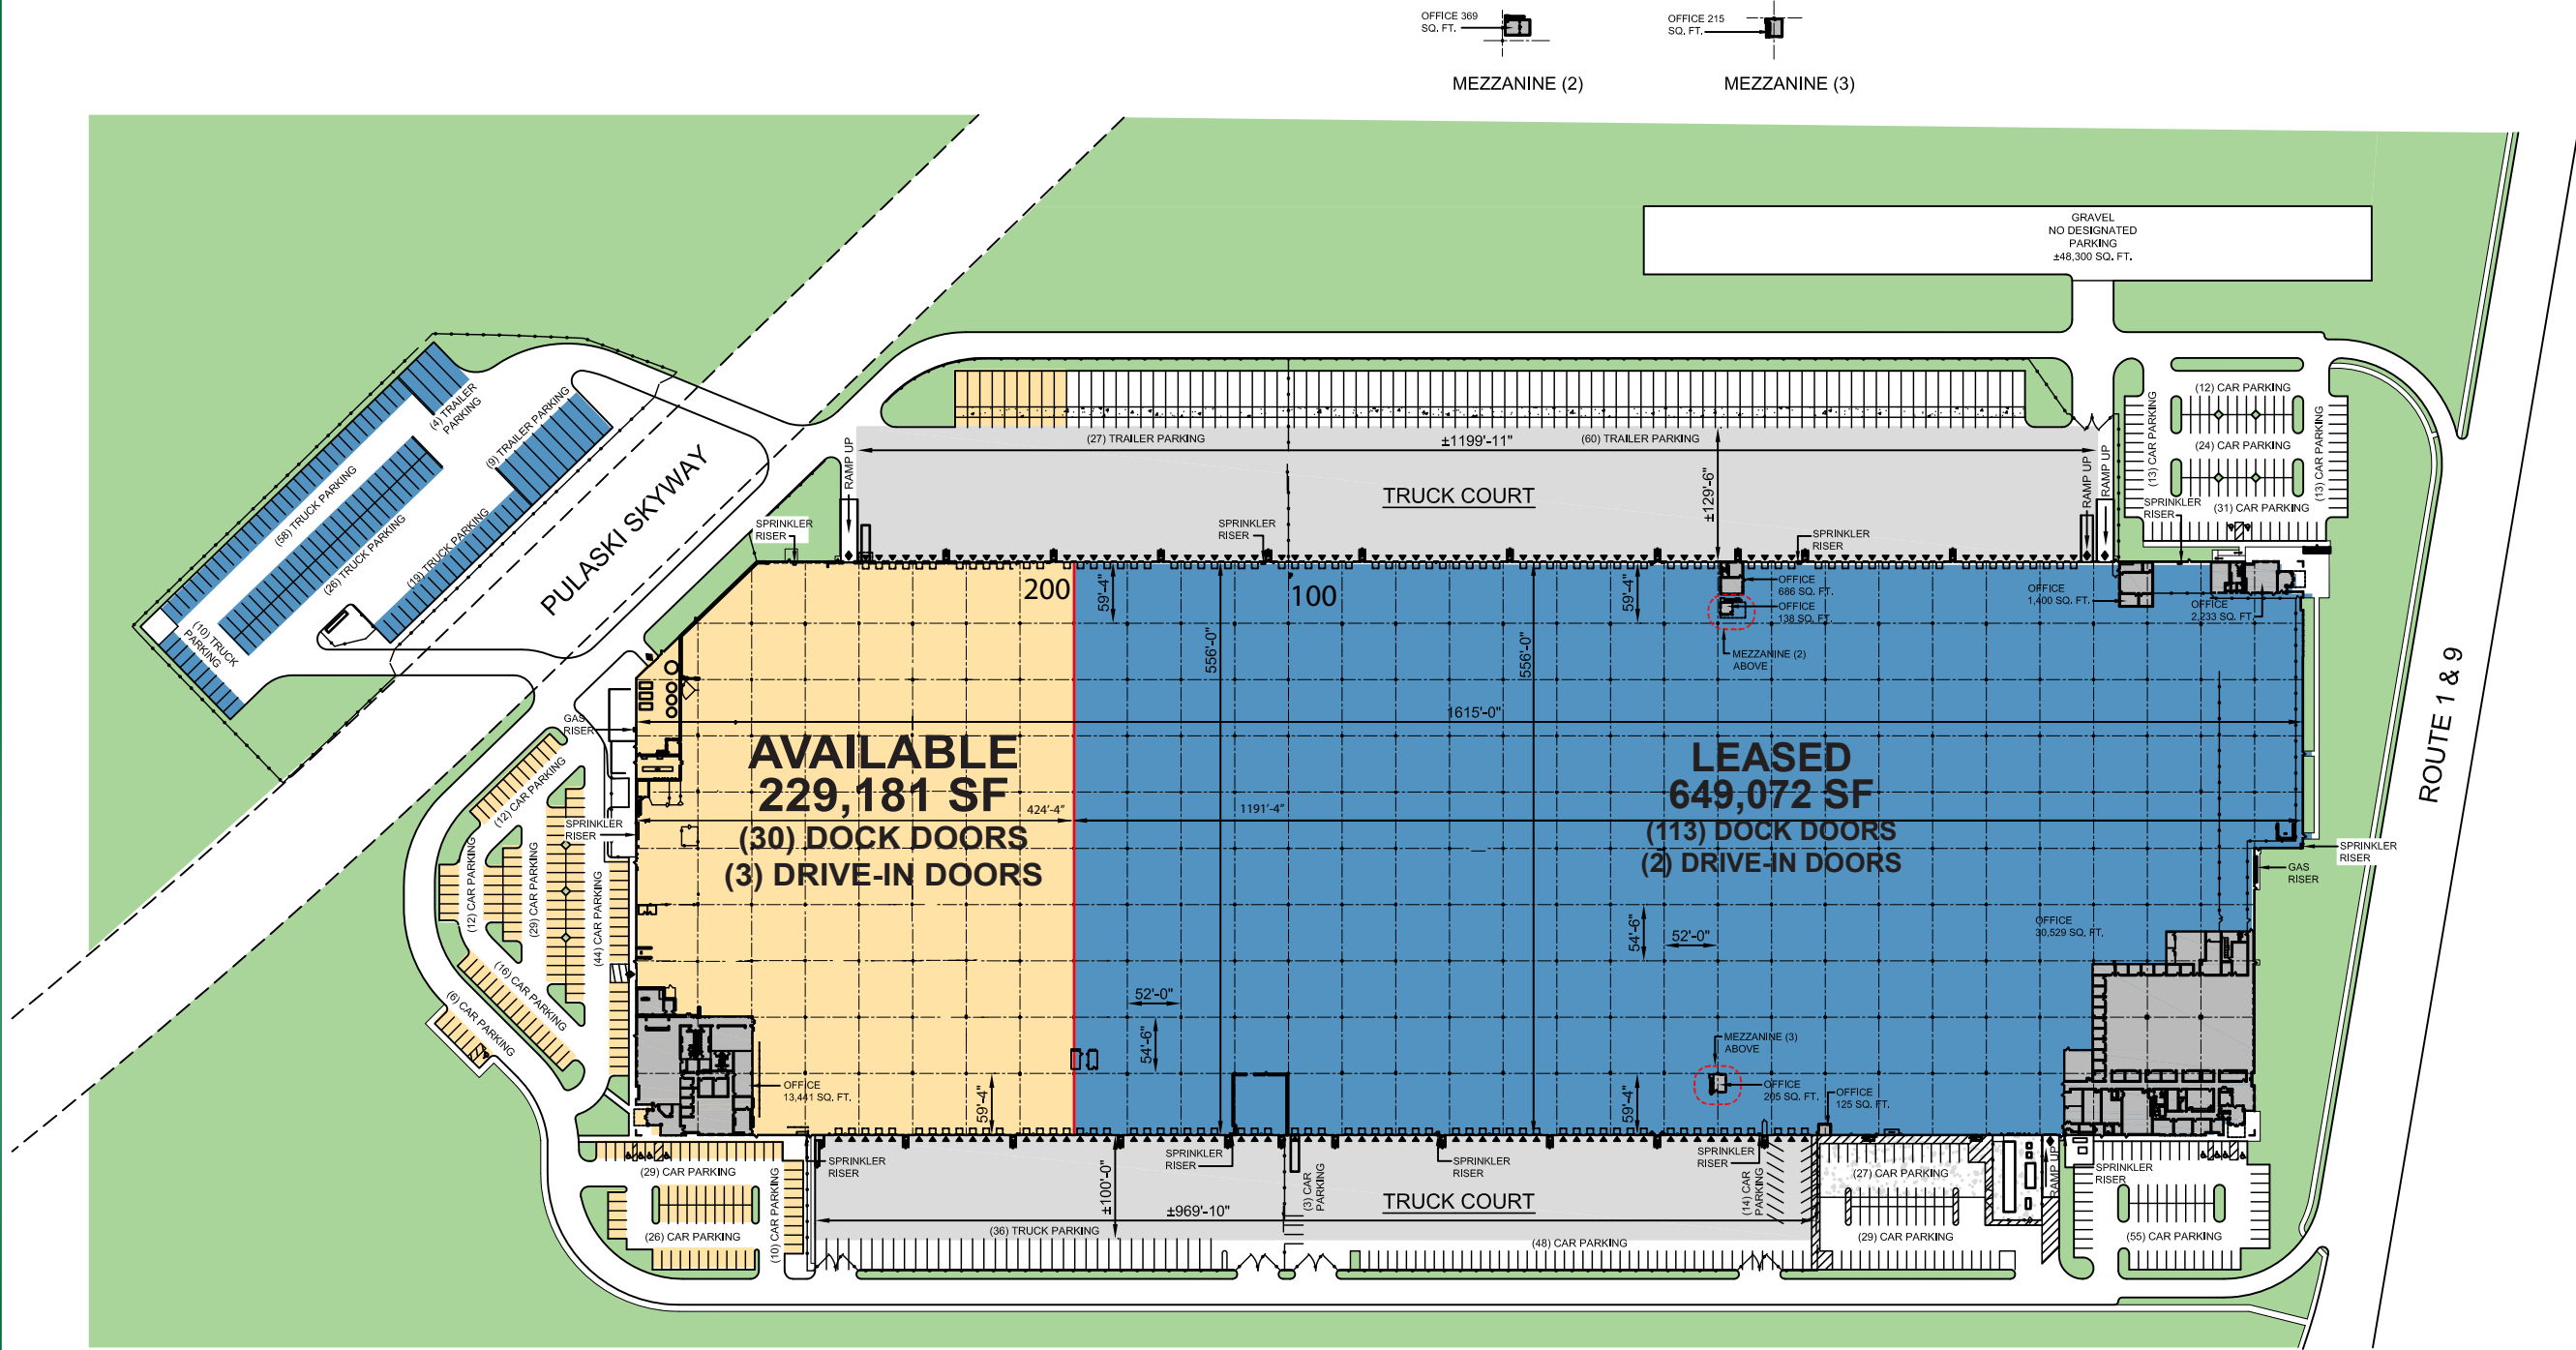 OFFICE 369
SQ. FT.
MEZZANINE (2)
OFFICE 215
SQ. FT.
MEZZANINE (3)
GRAVEL
NO DESIGNATED
PARKING
±48,300 SQ. FT.
(4) TRAILER
PARKING
(9) TRAILER PARKING
(58) TRUCK PARKING
(26) TRUCK PARKING
(19) TRUCK PARKING
(10) TRUCK
PARKING
PULASKI SKYWAY
(27) TRAILER PARKING
±1199'-11"
(60) TRAILER PARKING
RAMP UP
TRUCK COURT
±129'-6"
RAMP UP
RAMP UP
(12) CAR PARKING
(13) CAR PARKING
(24) CAR PARKING
(13) CAR PARKING
(31) CAR PARKING
SPRINKLER
RISER
SPRINKLER
RISER
SPRINKLER
RISER
SPRINKLER
RISER
200
100
59'-4"
59'-4"
556'-0"
556'-0"
OFFICE
686 SQ. FT.
OFFICE
138 SQ. FT.
MEZZANINE (2)
ABOVE
OFFICE
1,400 SQ. FT.
OFFICE
2,233 SQ. FT.
ROUTE 1 & 9
GAS
RISER
1615'-0"
AVAILABLE
229,181 SF
(30) DOCK DOORS
(3) DRIVE-IN DOORS
424'-4"
1191'-4"
LEASED
649,072 SF
(113) DOCK DOORS
(2) DRIVE-IN DOORS
SPRINKLER
RISER
SPRINKLER
RISER
GAS
RISER
(12) CAR PARKING
(12) CAR PARKING
(29) CAR PARKING
(44) CAR PARKING
(16) CAR PARKING
(6) CAR PARKING
54'-6"
52'-0"
OFFICE
30,529 SQ. FT.
52'-0"
54'-6"
59'-4"
59'-4"
MEZZANINE (3)
ABOVE
OFFICE
205 SQ. FT.
OFFICE
125 SQ. FT.
OFFICE
13,441 SQ. FT.
(29) CAR PARKING
(26) CAR PARKING
(10) CAR PARKING
SPRINKLER
RISER
±100'-0"
SPRINKLER
RISER
±969'-10"
(36) TRUCK PARKING
(3) CAR
PARKING
TRUCK COURT
SPRINKLER
RISER
(48) CAR PARKING
SPRINKLER
RISER
(14) CAR
PARKING
(27) CAR PARKING
(29) CAR PARKING
RAMP UP
SPRINKLER
RISER
(55) CAR PARKING